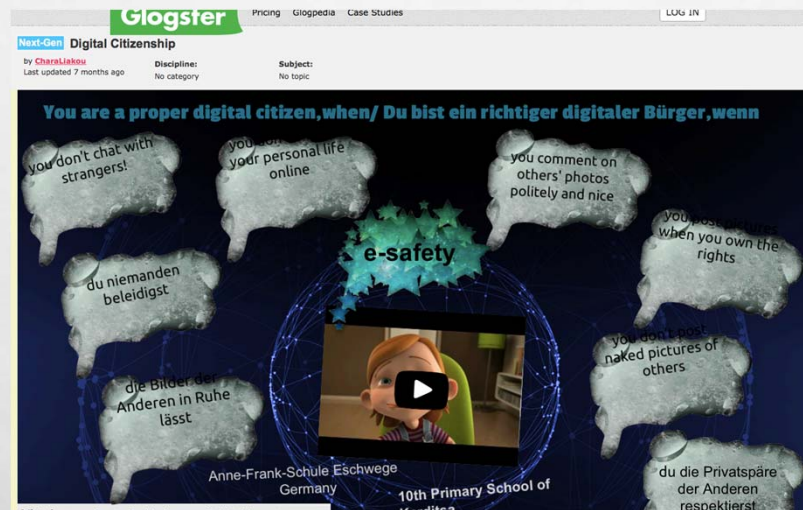 Glogster
Pricing Glogpedia Case Studies
LOG IN
Next-Gen Digital Citizenship
by CharaLiakou
Last updated 7 months ago
Discipline:
No category
Subject:
No topic
You are a proper digital citizen,when/ Du bist ein richtiger digitaler Bürger,wenn
you don't chat with
strangers!
your personal life
online
you comment on
others' photos
politely and nice
you post pictures
when you own the
rights
e-safety
du niemanden
beleidigst
you don't post
naked pictures of
others
die Bilder der
Anderen in Ruhe
lässt
Anne-Frank-Schule Eschwege
Germany
10th Primary School of
du die Privatspäre
der Anderen
respektierst